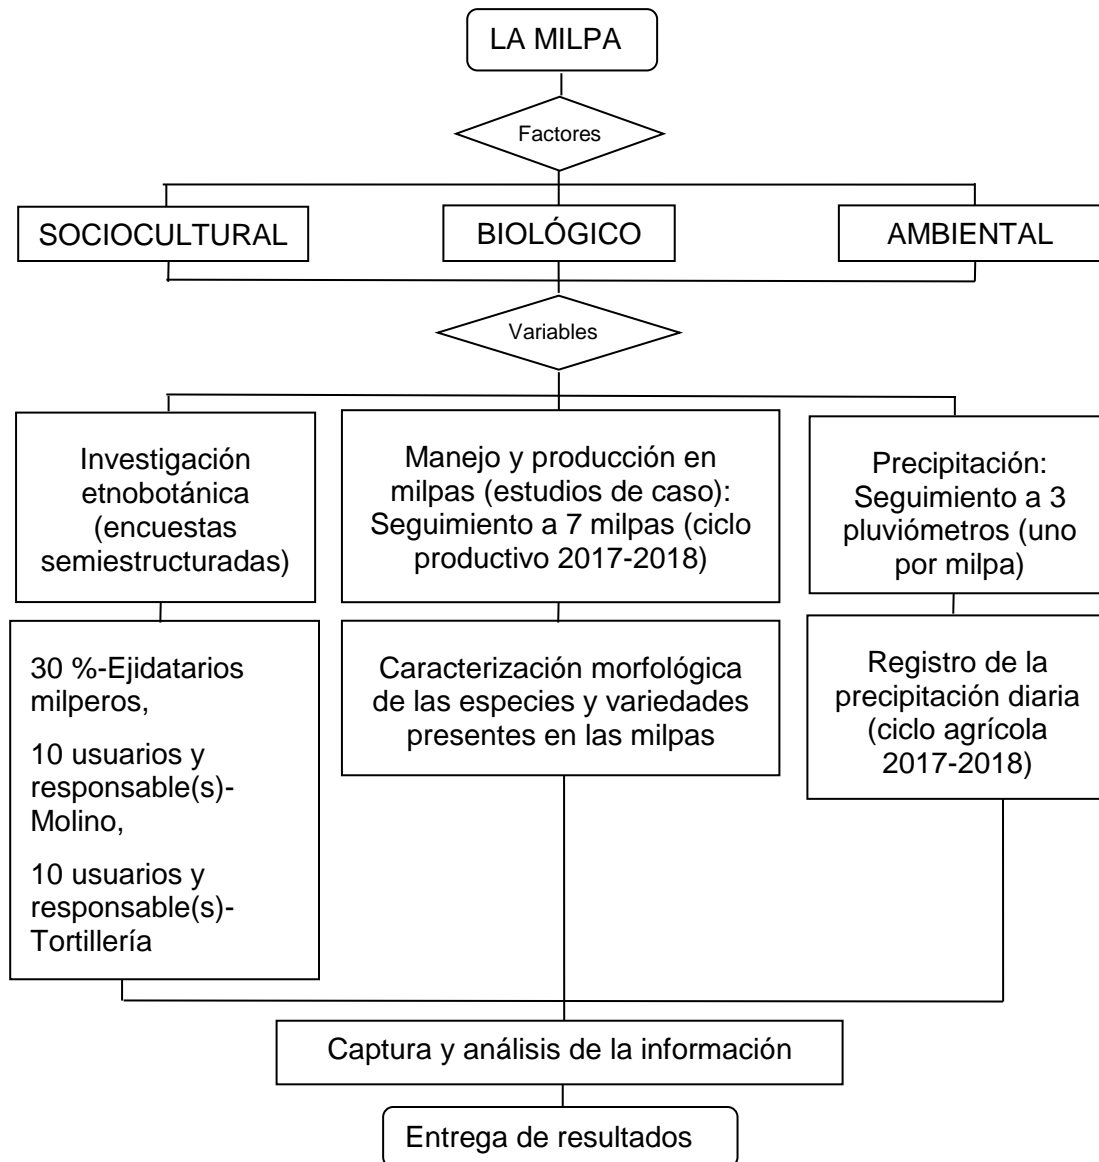 LA MILPA
Factores
SOCIOCULTURAL
BIOLÓGICO
AMBIENTAL
Variables
Investigación
etnobotánica
(encuestas
semiestructuradas)
Manejo y producción en
milpas (estudios de caso):
Seguimiento a 7 milpas (ciclo
productivo 2017-2018)
Precipitación:
Seguimiento a 3
pluviómetros (uno
por milpa)
30 %-Ejidatarios
milperos,
10 usuarios y
responsable(s)-
Molino,
10 usuarios y
responsable(s)-
Tortillería
Caracterización morfológica
de las especies y variedades
presentes en las milpas
Registro de la
precipitación diaria
(ciclo agrícola
2017-2018)
Captura y análisis de la información
Entrega de resultados